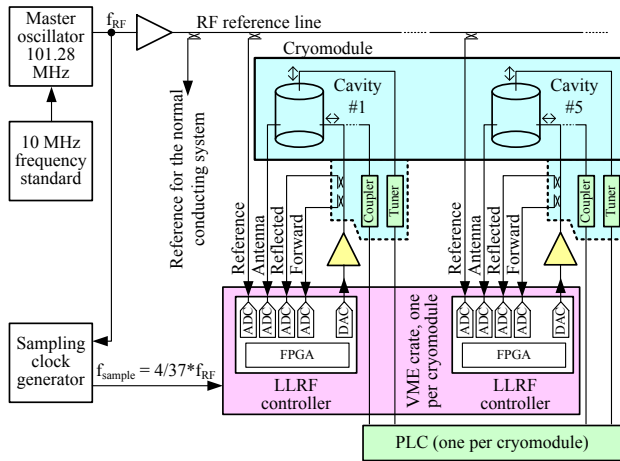 Master
oscillator
101.28
MHz
f_RF
RF reference line
10 MHz
frequency
standard
Reference for the normal
conducting system
Cryomodule
Cavity
#1
Cavity
#5
Coupler
Tuner
Coupler
Tuner
Reference
Antenna
Reflected
Forward
Reference
Antenna
Reflected
Forward
ADC
ADC
ADC
ADC
DAC
FPGA
LLRF
controller
VME crate, one
per cryomodule
ADC
ADC
ADC
ADC
DAC
FPGA
LLRF
controller
Sampling
clock
generator
f_sample = 4/37*f_RF
PLC (one per cryomodule)